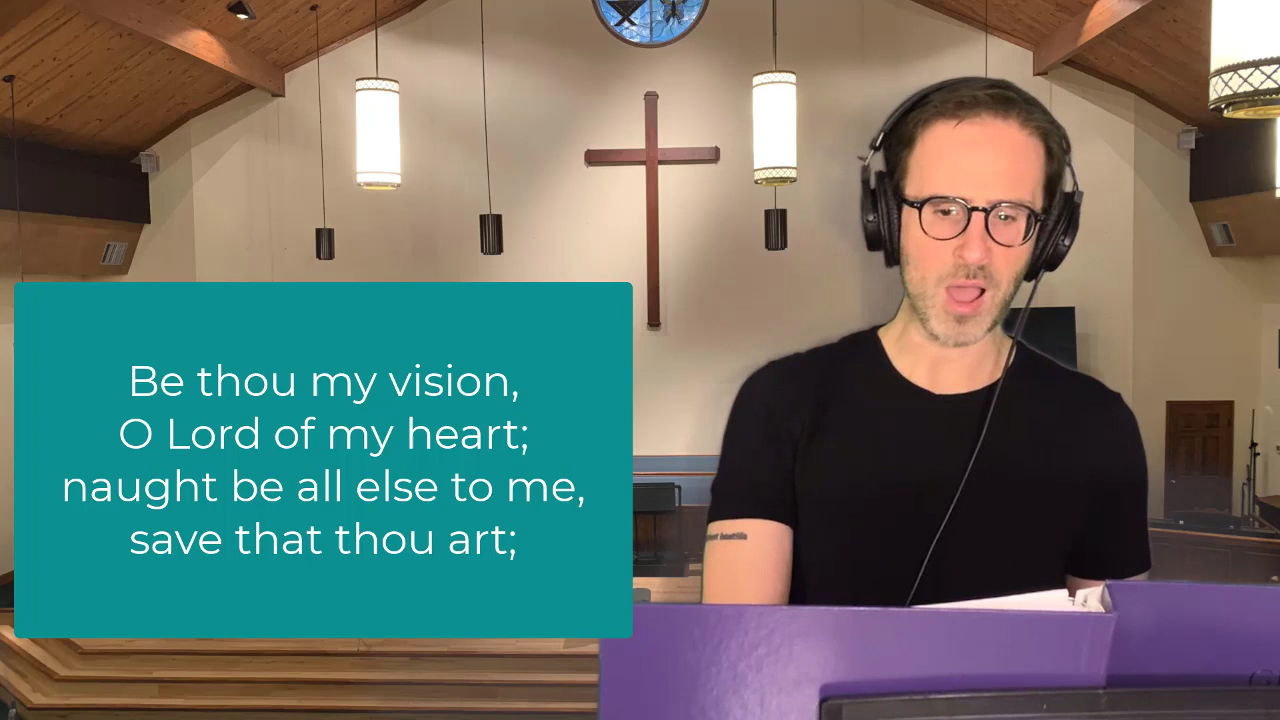 Be thou my vision,
O Lord of my heart;
naught be all else to me,
save that thou art;